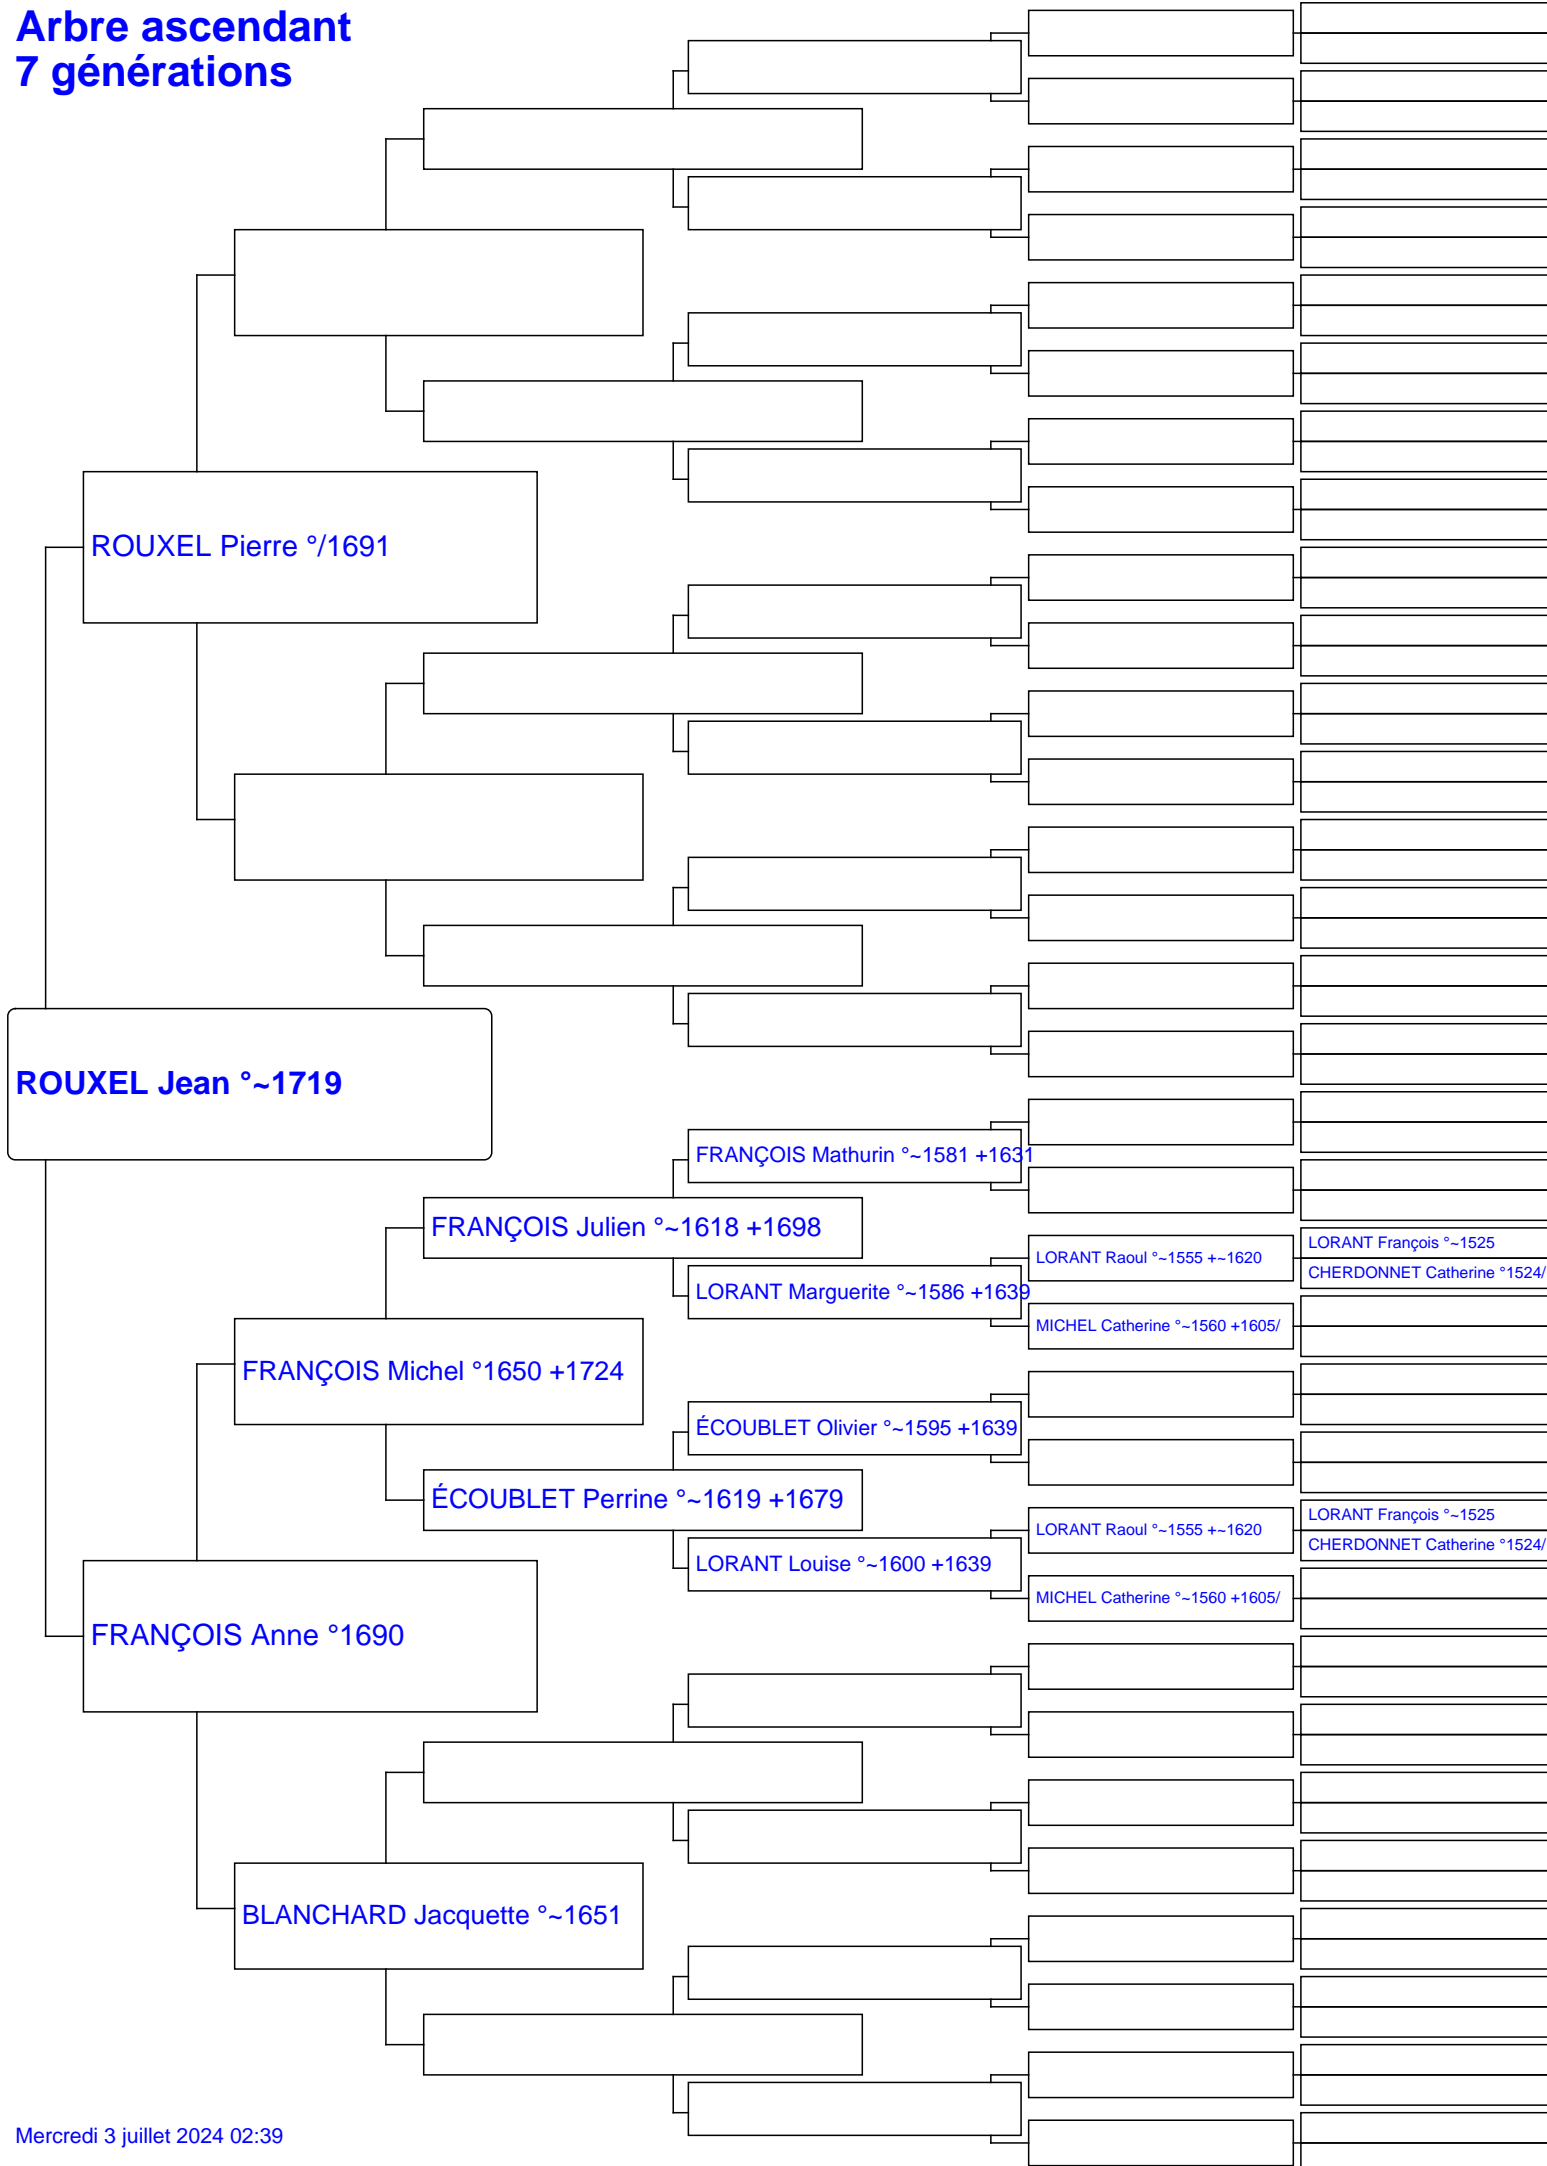 Arbre ascendant
7 générations
ROUXEL Pierre °/1691
ROUXEL Jean °~1719
FRANÇOIS Mathurin °~1581 +1631
FRANÇOIS Julien °~1618 +1698
LORANT François °~1525
LORANT Raoul °~1555 +~1620
CHERDONNET Catherine °1524/
LORANT Marguerite °~1586 +1639
MICHEL Catherine °~1560 +1605/
FRANÇOIS Michel °1650 +1724
ÉCOUBLET Olivier °~1595 +1639
ÉCOUBLET Perrine °~1619 +1679
LORANT François °~1525
LORANT Raoul °~1555 +~1620
CHERDONNET Catherine °1524/
LORANT Louise °~1600 +1639
MICHEL Catherine °~1560 +1605/
FRANÇOIS Anne °1690
BLANCHARD Jacquette °~1651
Mercredi 3 juillet 2024 02:39